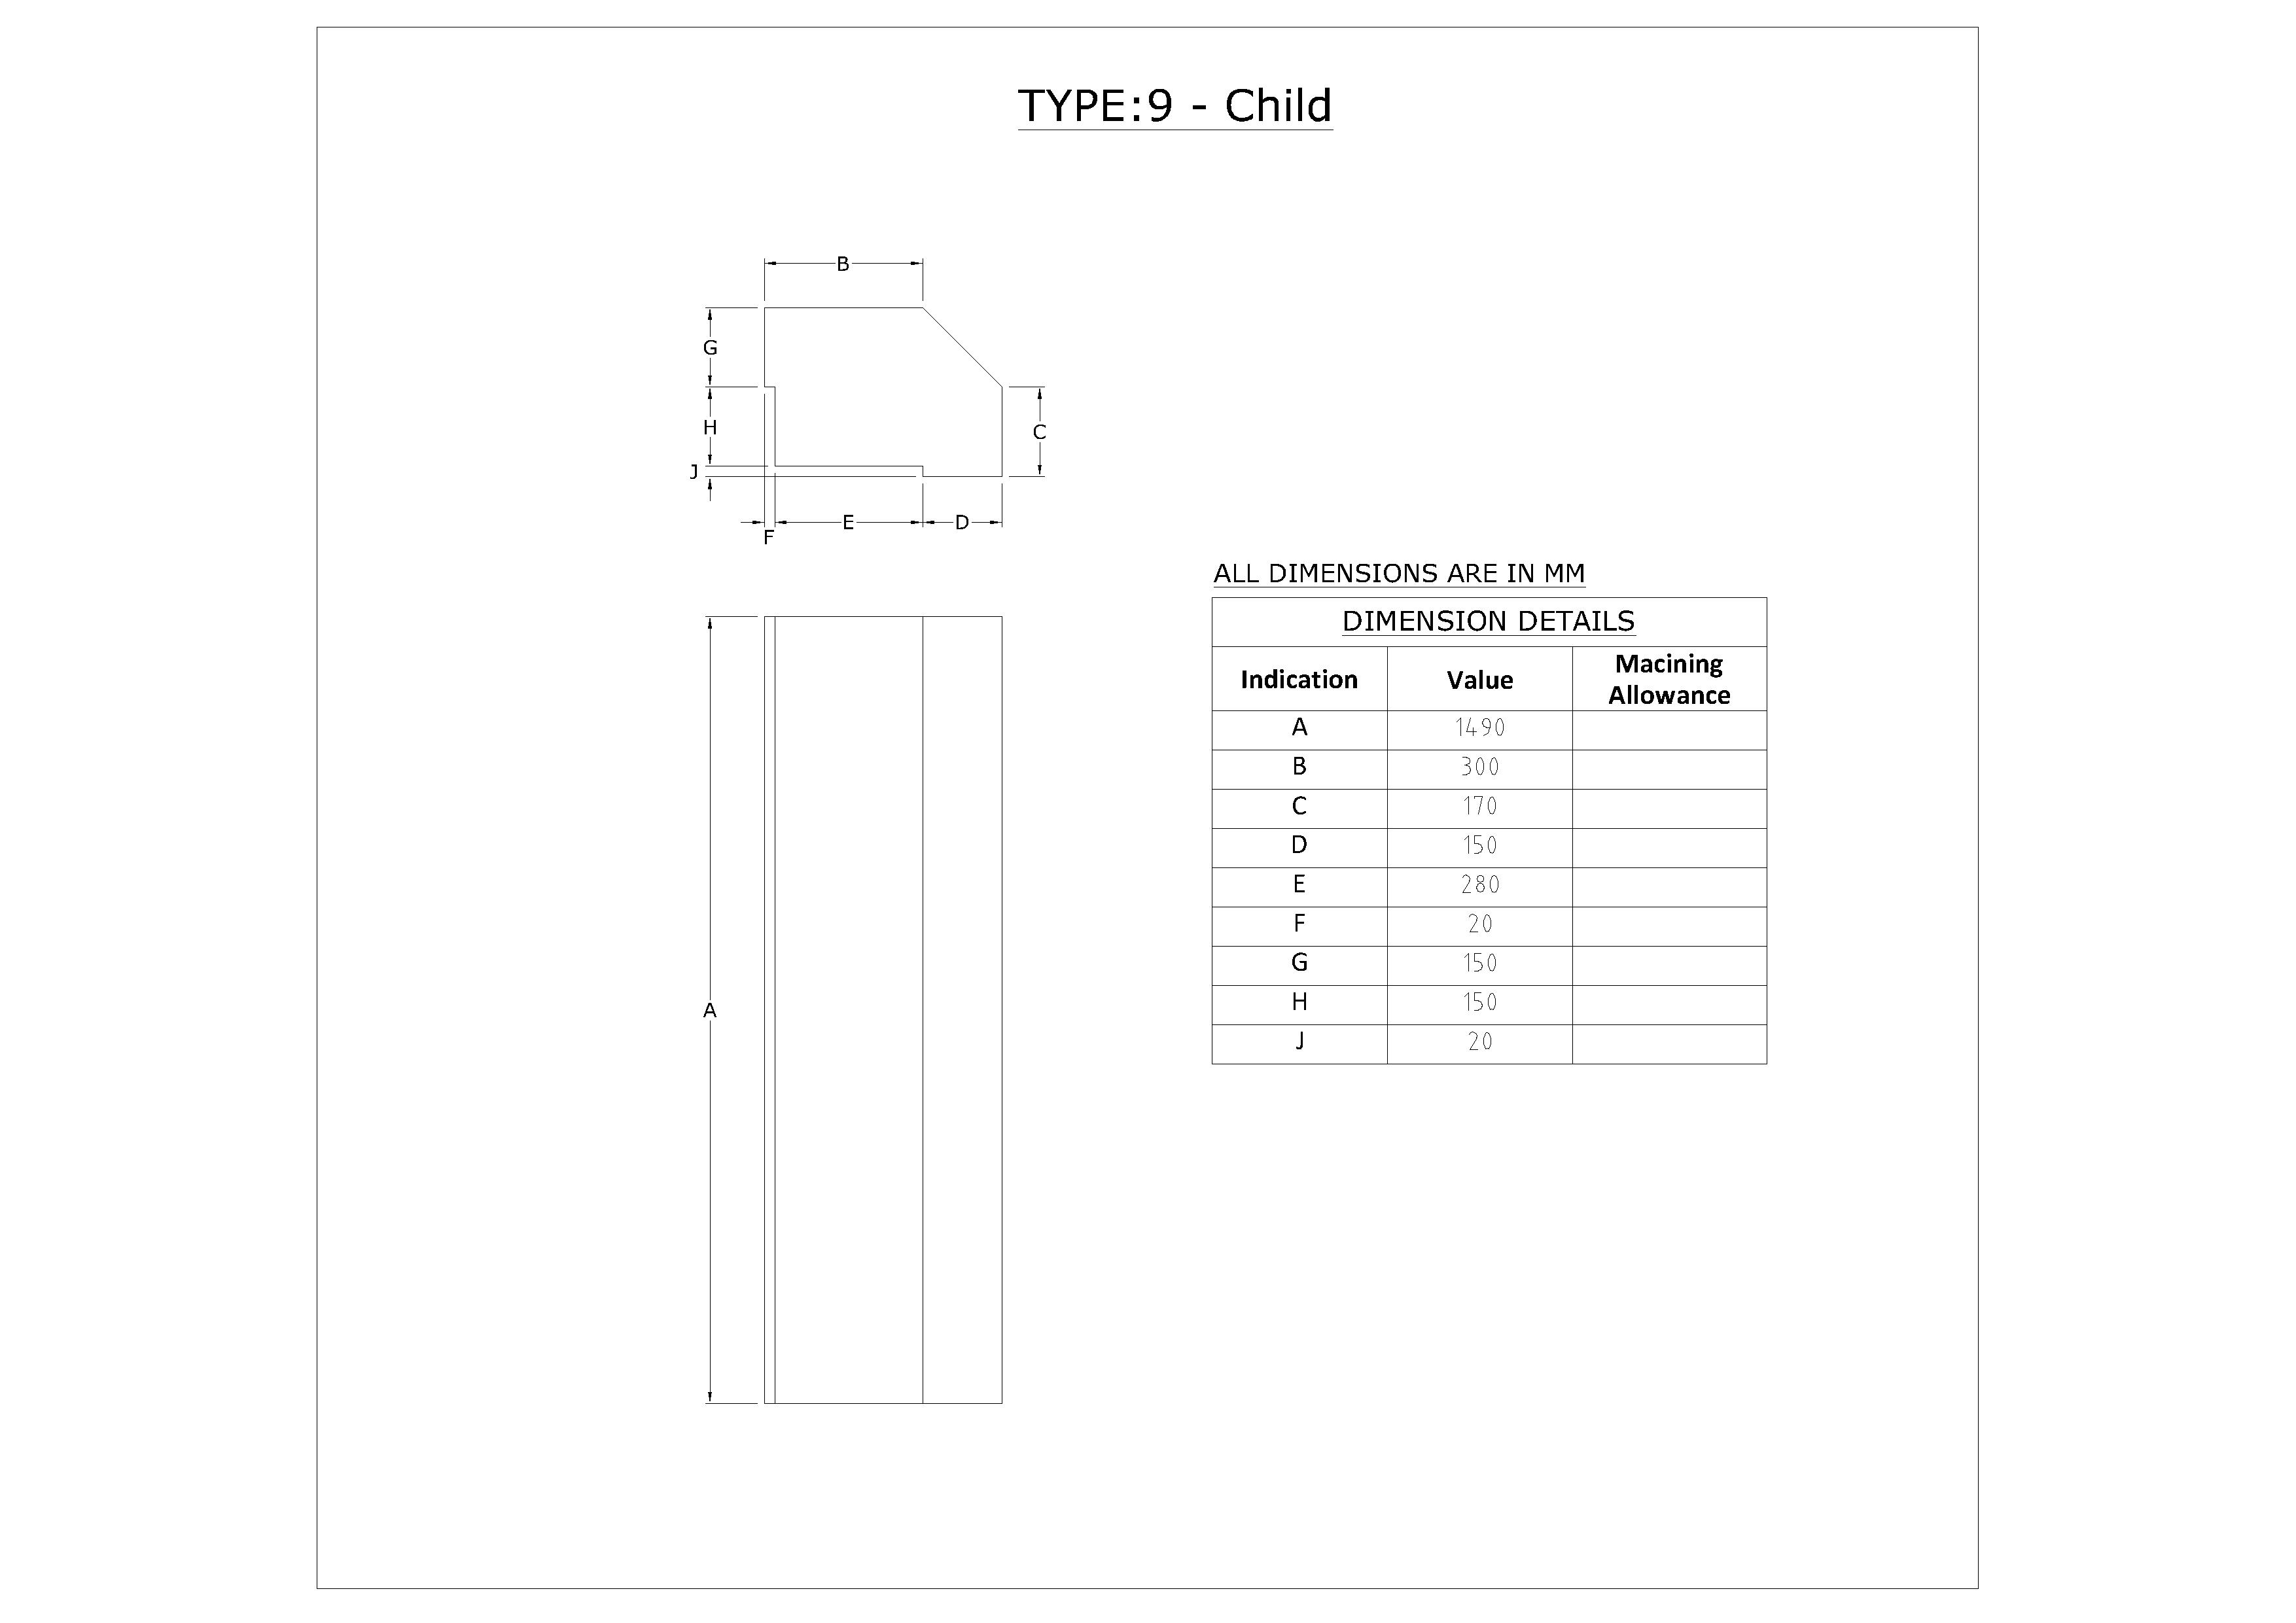 TYPE:9 - Child
B
G
H
C
J
E
D
F
ALL DIMENSIONS ARE IN MM
DIMENSION DETAILS
Indication Value Macining Allowance
A 1490
B 300
C 170
D 150
E 280
F 20
G 150
H 150
J 20
A